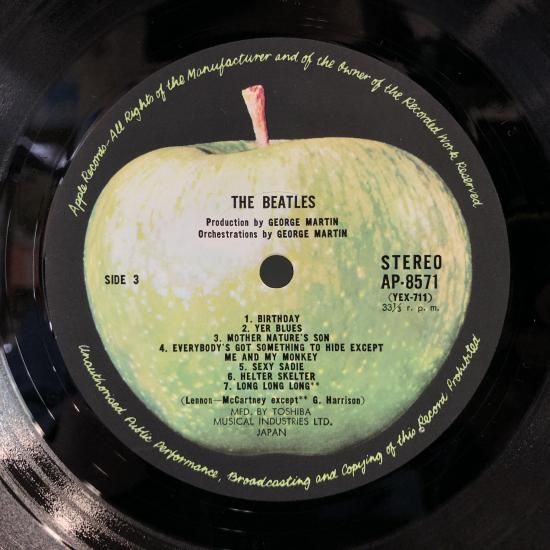 Apple Records-All Rights of the Manufacturer and of the Owner of the Recorded Work Reserved
THE BEATLES
Production by GEORGE MARTIN
Orchestrations by GEORGE MARTIN
SIDE 3
STEREO
AP-8571
(YEX-711)
33⅓ r. p. m.
1. BIRTHDAY
2. YER BLUES
3. MOTHER NATURE'S SON
4. EVERYBODY'S GOT SOMETHING TO HIDE EXCEPT
ME AND MY MONKEY
5. SEXY SADIE
6. HELTER SKELTER
7. LONG LONG LONG**
(Lennon—McCartney except** G. Harrison)
MFD. BY TOSHIBA
MUSICAL INDUSTRIES LTD.
JAPAN
Unauthorised Public Performance, Broadcasting and Copying of this Record Prohibited